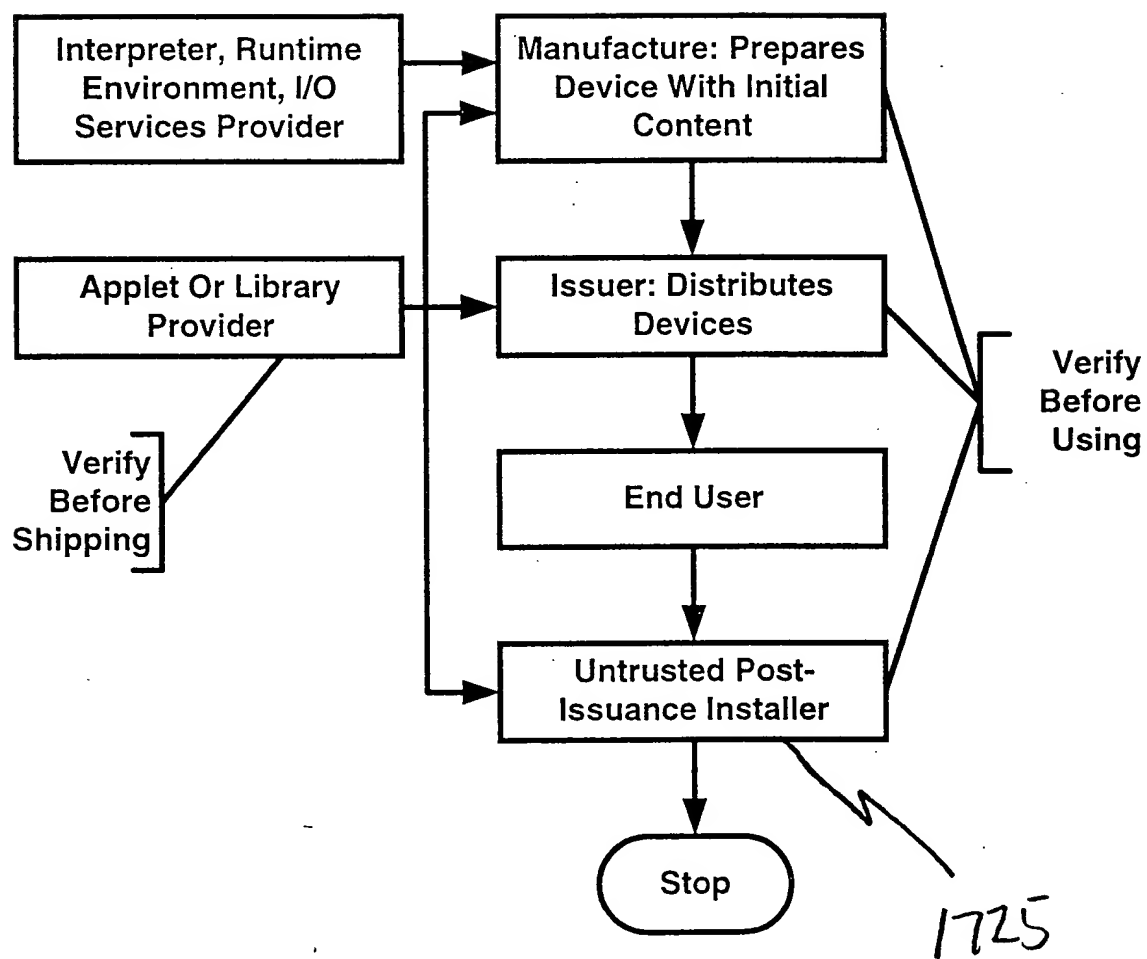 Interpreter, Runtime
Environment, I/O
Services Provider
Manufacture: Prepares
Device With Initial
Content
Applet Or Library
Provider
Issuer: Distributes
Devices
Verify
Before
Using
Verify
Before
Shipping
End User
Untrusted Post-
Issuance Installer
Stop
1725